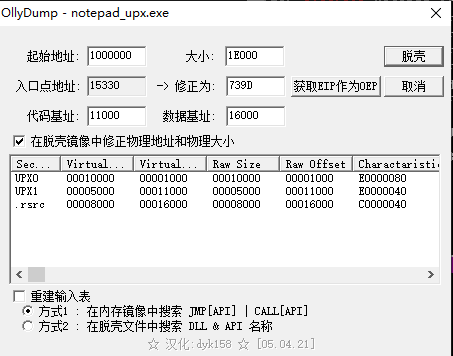 OllyDump - notepad_upx.exe
起始地址: 1000000 大小: 1E000 脱壳
入口点地址: 15330 -> 修正为: 739D 获取EIP作为OEP 取消
代码基址: 11000 数据基址: 16000
在脱壳镜像中修正物理地址和物理大小
Sec... Virtual... Virtual... Raw Size Raw Offset Characteristic
UPX0 00010000 00001000 00010000 00001000 E0000080
UPX1 00005000 00011000 00005000 00011000 E0000040
.rsrc 00008000 00016000 00008000 00016000 C0000040
重建输入表
方式1 : 在内存镜像中搜索 JMP[API] | CALL[API]
方式2 : 在脱壳文件中搜索 DLL & API 名称
☆ 汉化:dyk158 ☆ [05.04.21]